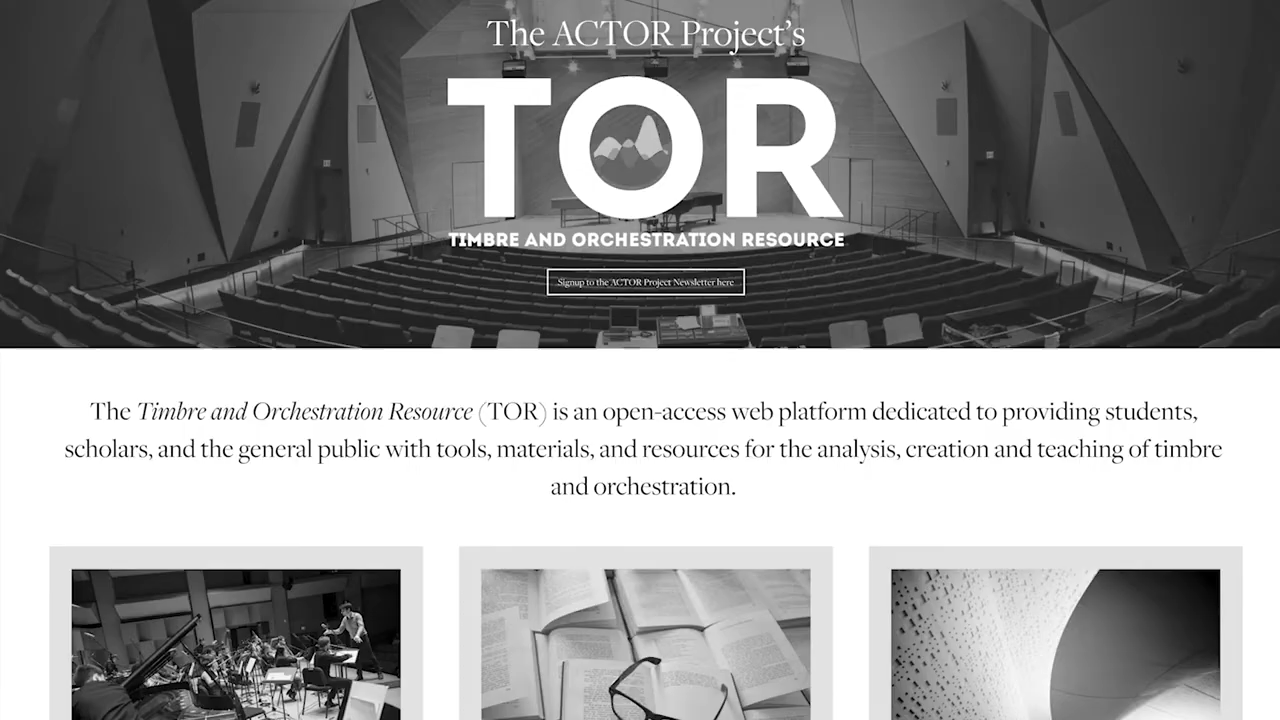 The ACTOR Project's
TOR
TIMBRE AND ORCHESTRATION RESOURCE
Signup to the ACTOR Project Newsletter here
The Timbre and Orchestration Resource (TOR) is an open-access web platform dedicated to providing students,
scholars, and the general public with tools, materials, and resources for the analysis, creation and teaching of timbre
and orchestration.